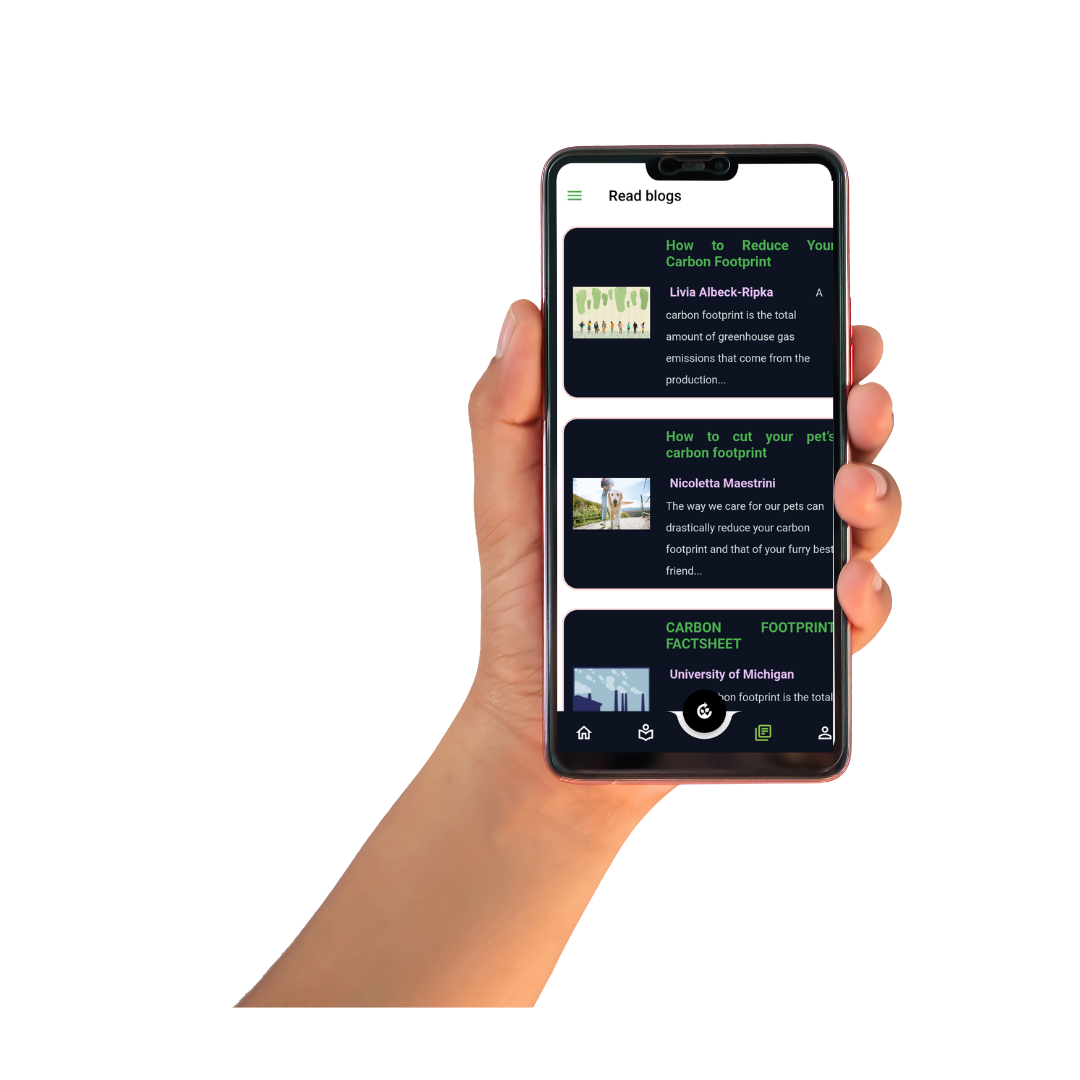 Read blogs
How to Reduce Your
Carbon Footprint
Livia Albeck-Ripka A
carbon footprint is the total
amount of greenhouse gas
emissions that come from the
production...
How to cut your pet's
carbon footprint
Nicoletta Maestrini
The way we care for our pets can
drastically reduce your carbon
footprint and that of your furry best
friend...
CARBON FOOTPRINT
FACTSHEET
University of Michigan
footprint is the total